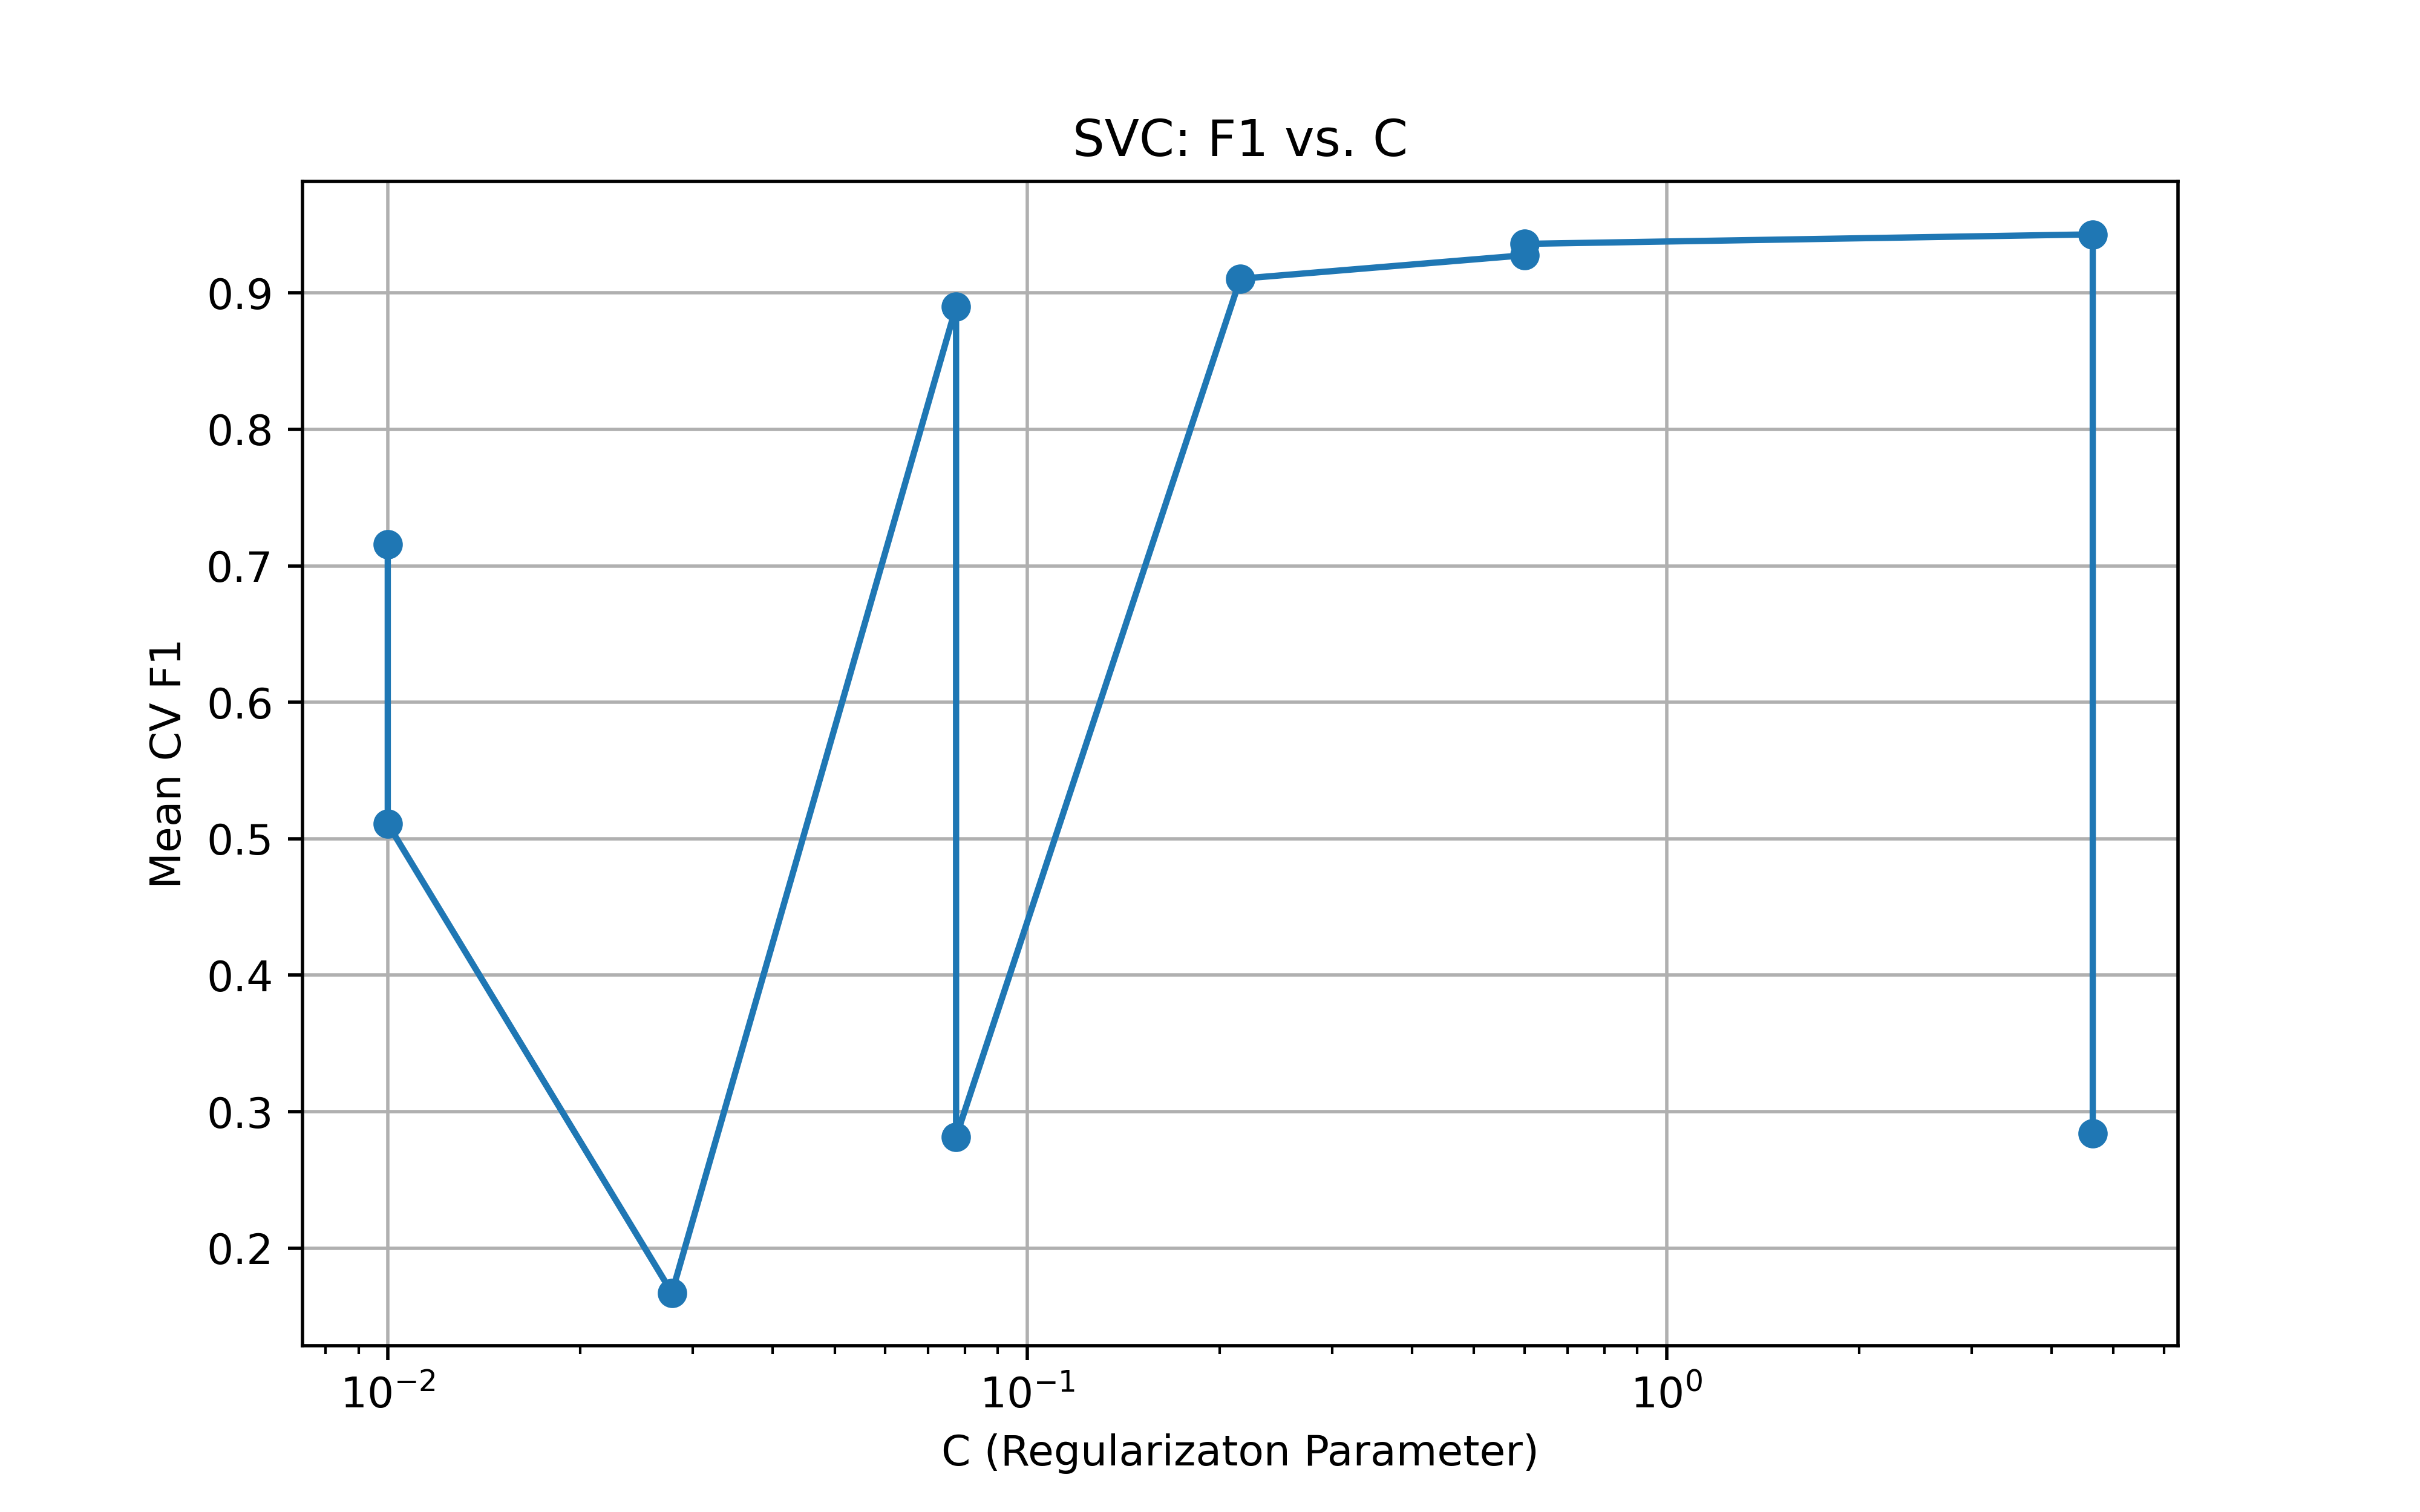 SVC: F1 vs. C
Mean CV F1
0.9
0.8
0.7
0.6
0.5
0.4
0.3
0.2
10⁻² 10⁻¹ 10⁰
C (Regularizaton Parameter)